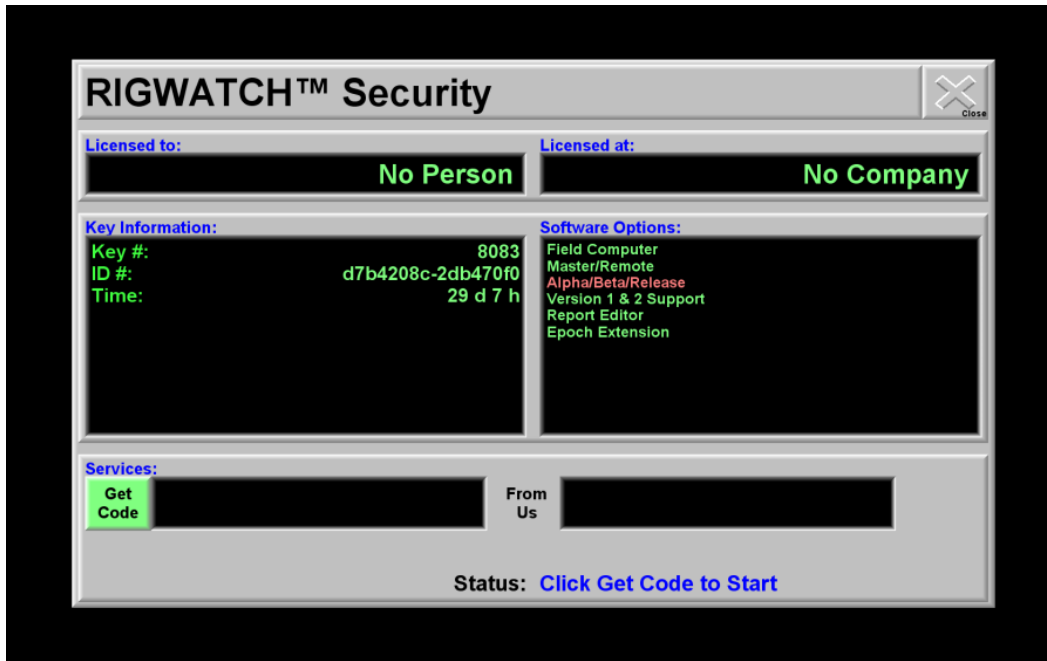 RIGWATCH™ Security
Close
Licensed to:
No Person
Licensed at:
No Company
Key Information:
Key #: 8083
ID #: d7b4208c-2db470f0
Time: 29 d 7 h
Software Options:
Field Computer
Master/Remote
Alpha/Beta/Release
Version 1 & 2 Support
Report Editor
Epoch Extension
Services:
Get
Code
From
Us
Status: Click Get Code to Start